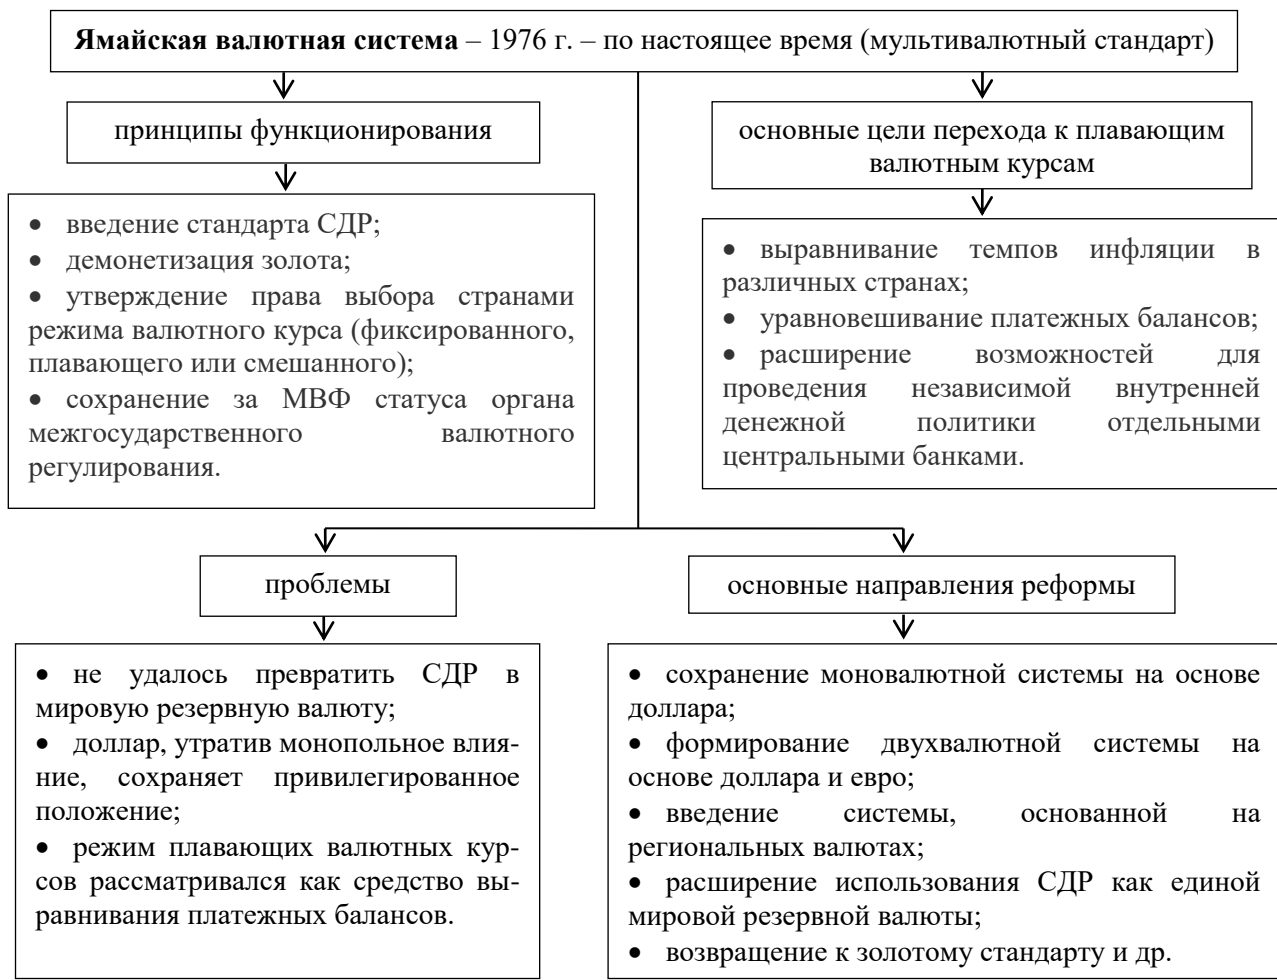 Ямайская валютная система – 1976 г. – по настоящее время (мультивалютный стандарт)
принципы функционирования
основные цели перехода к плавающим
валютным курсам
• введение стандарта СДР;
• демонетизация золота;
• утверждение права выбора странами
режима валютного курса (фиксированного,
плавающего или смешанного);
• сохранение за МВФ статуса органа
межгосударственного валютного
регулирования.
• выравнивание темпов инфляции в
различных странах;
• уравновешивание платежных балансов;
• расширение возможностей для
проведения независимой внутренней
денежной политики отдельными
центральными банками.
проблемы
основные направления реформы
• не удалось превратить СДР в
мировую резервную валюту;
• доллар, утратив монопольное влия-
ние, сохраняет привилегированное
положение;
• режим плавающих валютных кур-
сов рассматривался как средство вы-
равнивания платежных балансов.
• сохранение моновалютной системы на основе
доллара;
• формирование двухвалютной системы на
основе доллара и евро;
• введение системы, основанной на
региональных валютах;
• расширение использования СДР как единой
мировой резервной валюты;
• возвращение к золотому стандарту и др.